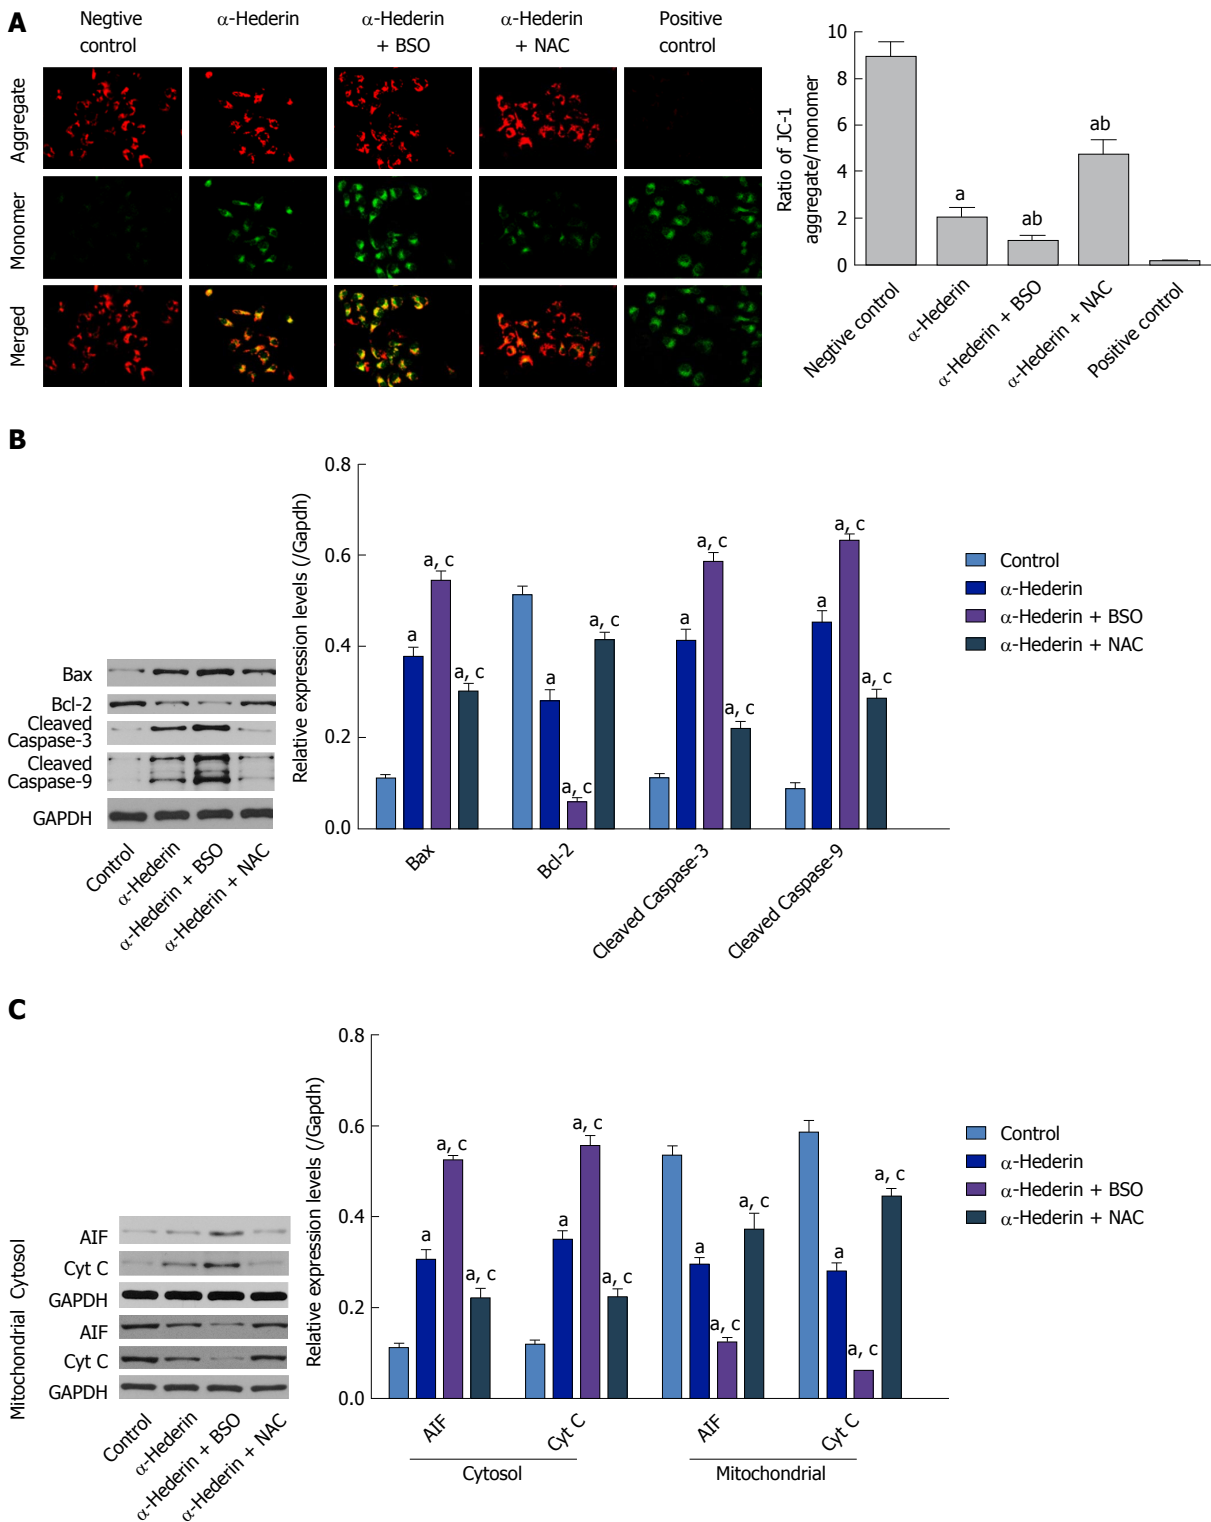 A
Negtive control
α-Hederin
α-Hederin + BSO
α-Hederin + NAC
Positive control
Aggregate
Monomer
Merged
Ratio of JC-1
aggregate/monomer
10
8
6
4
2
0
a
ab
ab
Negtive control
α-Hederin
α-Hederin + BSO
α-Hederin + NAC
Positive control
B
Bax
Bcl-2
Cleaved
Caspase-3
Cleaved
Caspase-9
GAPDH
Control
α-Hederin
α-Hederin + BSO
α-Hederin + NAC
Relative expression levels (/Gapdh)
0.8
0.6
0.4
0.2
0.0
a
a, c
a, c
a
a, c
a, c
a
a, c
a, c
a
a, c
a, c
Bax
Bcl-2
Cleaved Caspase-3
Cleaved Caspase-9
Control
α-Hederin
α-Hederin + BSO
α-Hederin + NAC
C
Cytosol
Mitochondrial
AIF
Cyt C
GAPDH
AIF
Cyt C
GAPDH
Control
α-Hederin
α-Hederin + BSO
α-Hederin + NAC
Relative expression levels (/Gapdh)
0.8
0.6
0.4
0.2
0.0
a
a, c
a, c
a
a, c
a, c
a
a, c
a, c
a
a, c
a, c
AIF
Cyt C
AIF
Cyt C
Cytosol
Mitochondrial
Control
α-Hederin
α-Hederin + BSO
α-Hederin + NAC